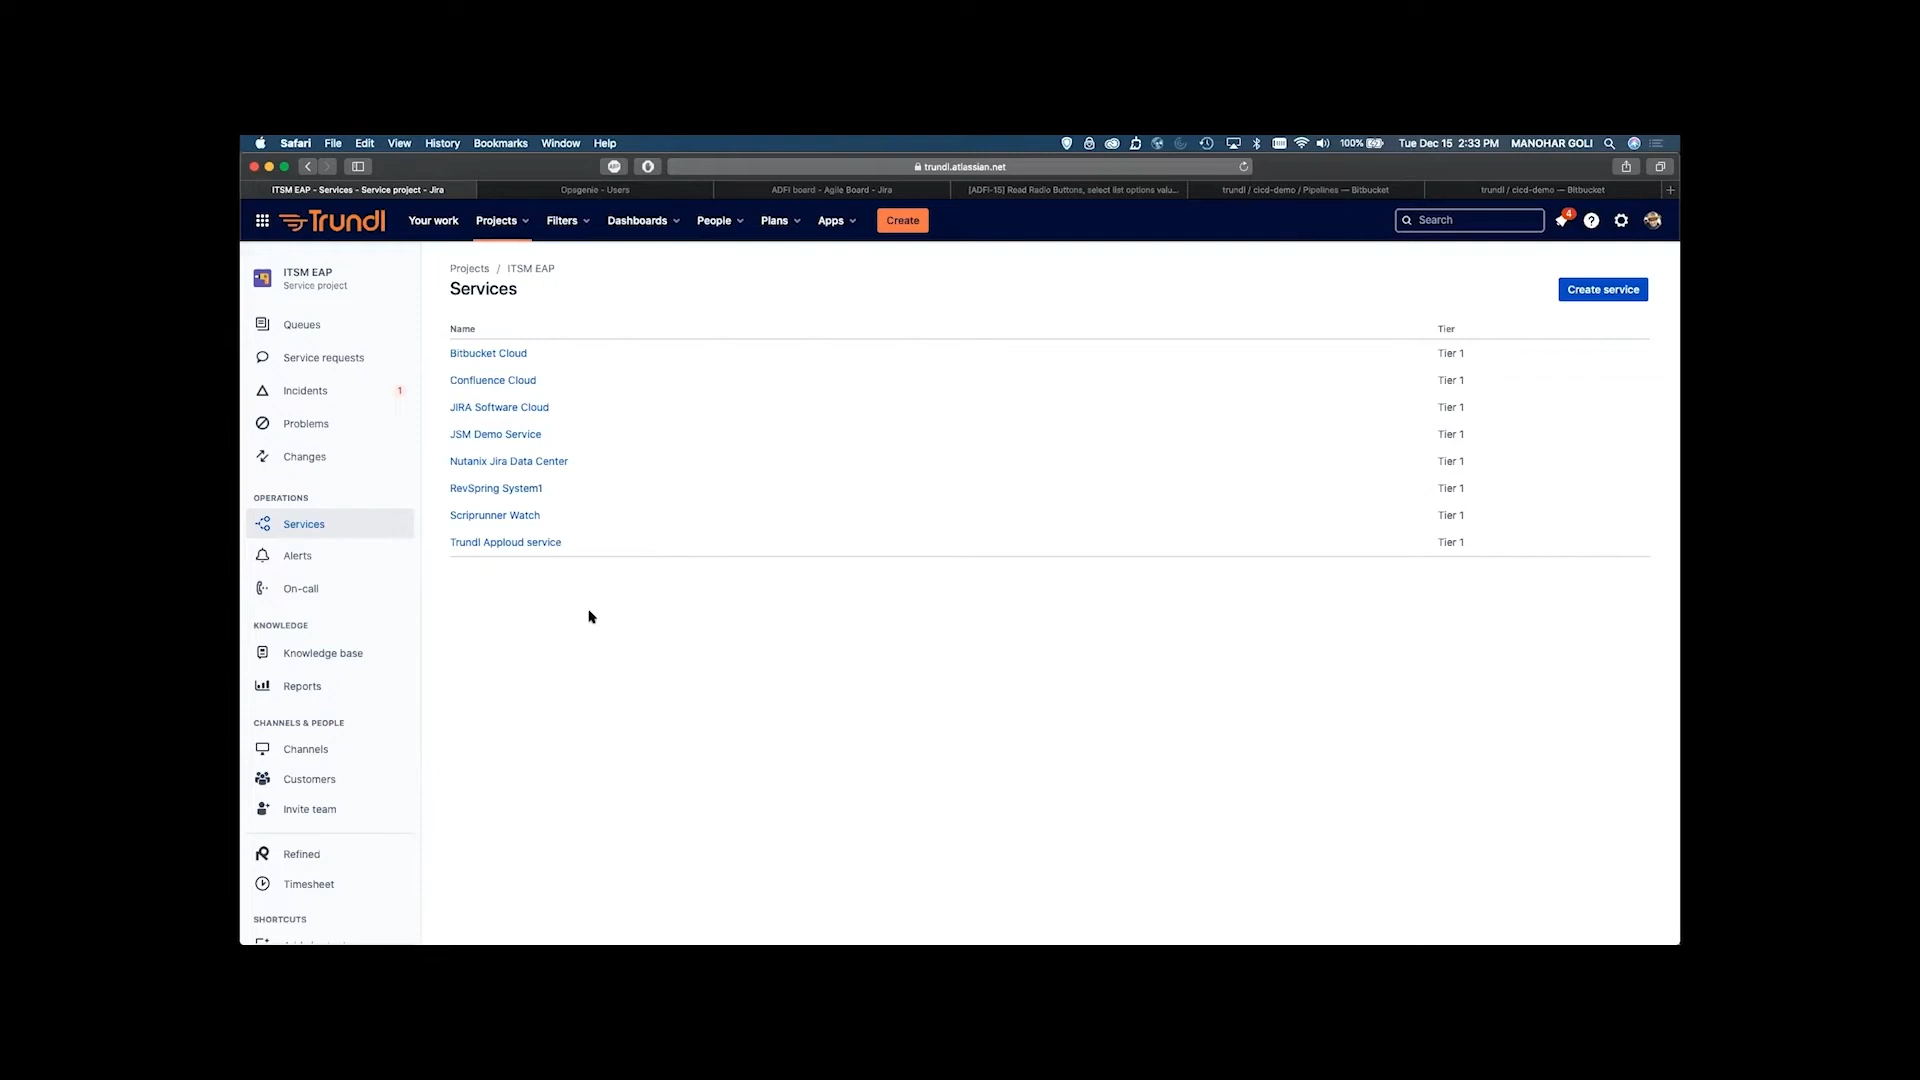 Safari File Edit View History Bookmarks Window Help 100% Tue Dec 15 2:33 PM MANOHAR GOLI
trundl.atlassian.net
ITSM EAP - Services - Service project - Jira
Opsgenie - Users
ADFI board - Agile Board - Jira
[ADFI-15] Read Radio Buttons, select list options valu...
trundl / cicd-demo / Pipelines — Bitbucket
trundl / cicd-demo — Bitbucket
Trundl Your work Projects Filters Dashboards People Plans Apps Create Search 4
ITSM EAP
Service project
Queues
Service requests
Incidents 1
Problems
Changes
OPERATIONS
Services
Alerts
On-call
KNOWLEDGE
Knowledge base
Reports
CHANNELS & PEOPLE
Channels
Customers
Invite team
Refined
Timesheet
SHORTCUTS
Projects / ITSM EAP
Services
Create service
Name Tier
Bitbucket Cloud Tier 1
Confluence Cloud Tier 1
JIRA Software Cloud Tier 1
JSM Demo Service Tier 1
Nutanix Jira Data Center Tier 1
RevSpring System1 Tier 1
Scriprunner Watch Tier 1
Trundl Apploud service Tier 1